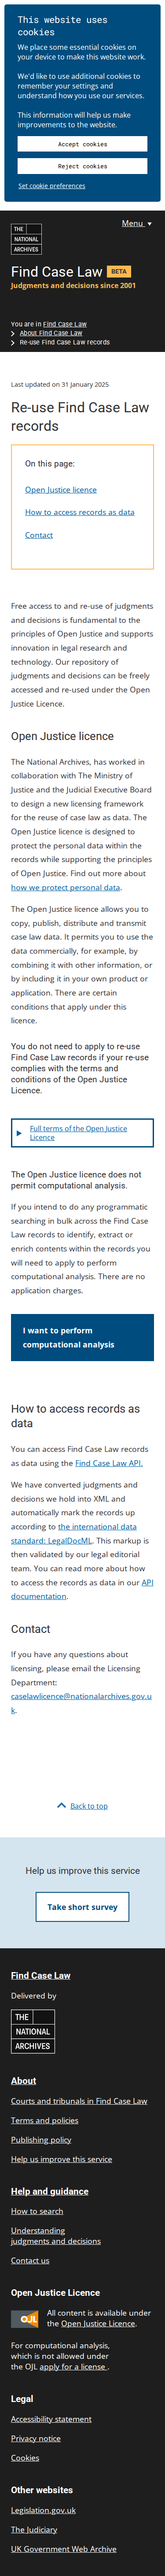 This website uses
cookies
We place some essential cookies on
your device to make this website work.
We'd like to use additional cookies to
remember your settings and
understand how you use our services.
This information will help us make
improvements to the website.
Accept cookies
Reject cookies
Set cookie preferences
Menu
THE
NATIONAL
ARCHIVES
Find Case Law BETA
Judgments and decisions since 2001
You are in Find Case Law
About Find Case Law
Re-use Find Case Law records
Last updated on 31 January 2025
Re-use Find Case Law
records
On this page:
Open Justice licence
How to access records as data
Contact
Free access to and re-use of judgments
and decisions is fundamental to the
principles of Open Justice and supports
innovation in legal research and
technology. Our repository of
judgments and decisions can be freely
accessed and re-used under the Open
Justice Licence.
Open Justice licence
The National Archives, has worked in
collaboration with The Ministry of
Justice and the Judicial Executive Board
to design a new licensing framework
for the reuse of case law as data. The
Open Justice licence is designed to
protect the personal data within the
records while supporting the principles
of Open Justice. Find out more about
how we protect personal data.
The Open Justice licence allows you to
copy, publish, distribute and transmit
case law data. It permits you to use the
data commercially, for example, by
combining it with other information, or
by including it in your own product or
application. There are certain
conditions that apply under this
licence.
You do not need to apply to re-use
Find Case Law records if your re-use
complies with the terms and
conditions of the Open Justice
Licence.
Full terms of the Open Justice
Licence
The Open Justice licence does not
permit computational analysis.
If you intend to do any programmatic
searching in bulk across the Find Case
Law records to identify, extract or
enrich contents within the records you
will need to apply to perform
computational analysis. There are no
application charges.
I want to perform
computational analysis
How to access records as
data
You can access Find Case Law records
as data using the Find Case Law API.
We have converted judgments and
decisions we hold into XML and
automatically mark the records up
according to the international data
standard: LegalDocML. This markup is
then validated by our legal editorial
team. You can read more about how
to access the records as data in our API
documentation.
Contact
If you have any questions about
licensing, please email the Licensing
Department:
caselawlicence@nationalarchives.gov.u
k.
Back to top
Help us improve this service
Take short survey
Find Case Law
Delivered by
THE
NATIONAL
ARCHIVES
About
Courts and tribunals in Find Case Law
Terms and policies
Publishing policy
Help us improve this service
Help and guidance
How to search
Understanding
judgments and decisions
Contact us
Open Justice Licence
OJL All content is available under
the Open Justice Licence.
For computational analysis,
which is not allowed under
the OJL apply for a license .
Legal
Accessibility statement
Privacy notice
Cookies
Other websites
Legislation.gov.uk
The Judiciary
UK Government Web Archive